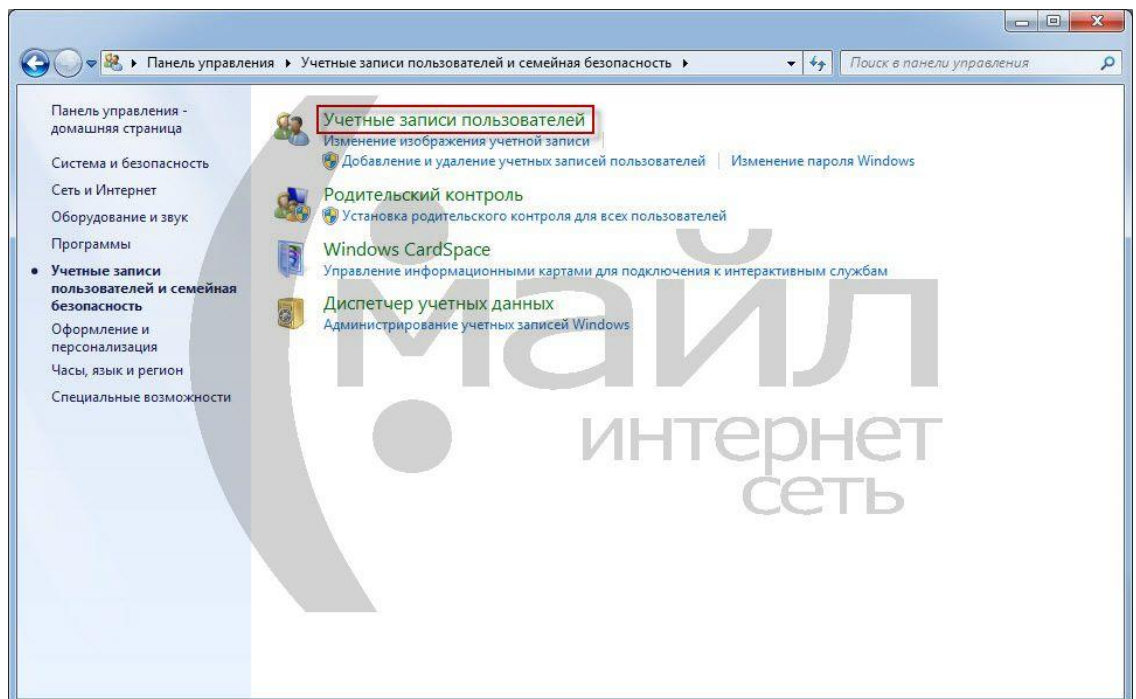 Панель управления ▸ Учетные записи пользователей и семейная безопасность ▸
Поиск в панели управления
Панель управления -
домашняя страница
Система и безопасность
Сеть и Интернет
Оборудование и звук
Программы
Учетные записи
пользователей и семейная
безопасность
Оформление и
персонализация
Часы, язык и регион
Специальные возможности
Учетные записи пользователей
Изменение изображения учетной записи
Добавление и удаление учетных записей пользователей
Изменение пароля Windows
Родительский контроль
Установка родительского контроля для всех пользователей
Windows CardSpace
Управление информационными картами для подключения к интерактивным службам
Диспетчер учетных данных
Администрирование учетных записей Windows
майл
интернет
сеть